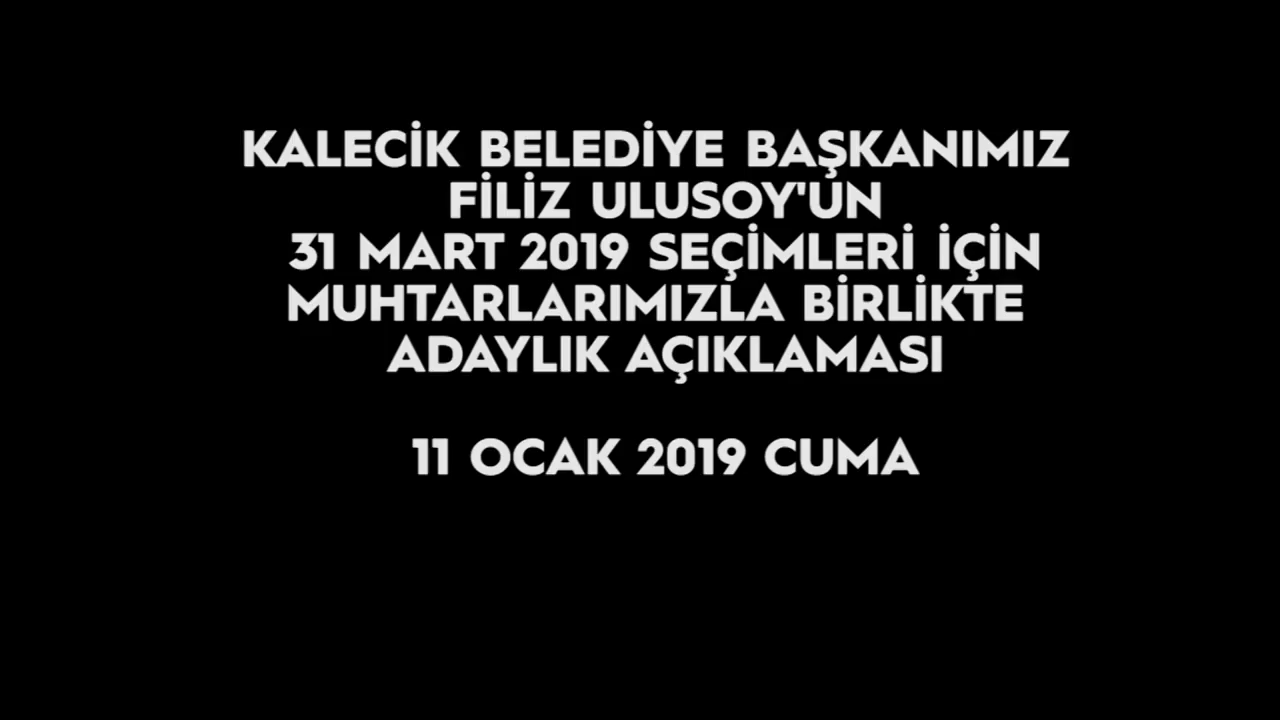 KALECİK BELEDİYE BAŞKANIMIZ
FİLİZ ULUSOY'UN
31 MART 2019 SEÇİMLERİ İÇİN
MUHTARLARIMIZLA BİRLİKTE
ADAYLIK AÇIKLAMASI
11 OCAK 2019 CUMA